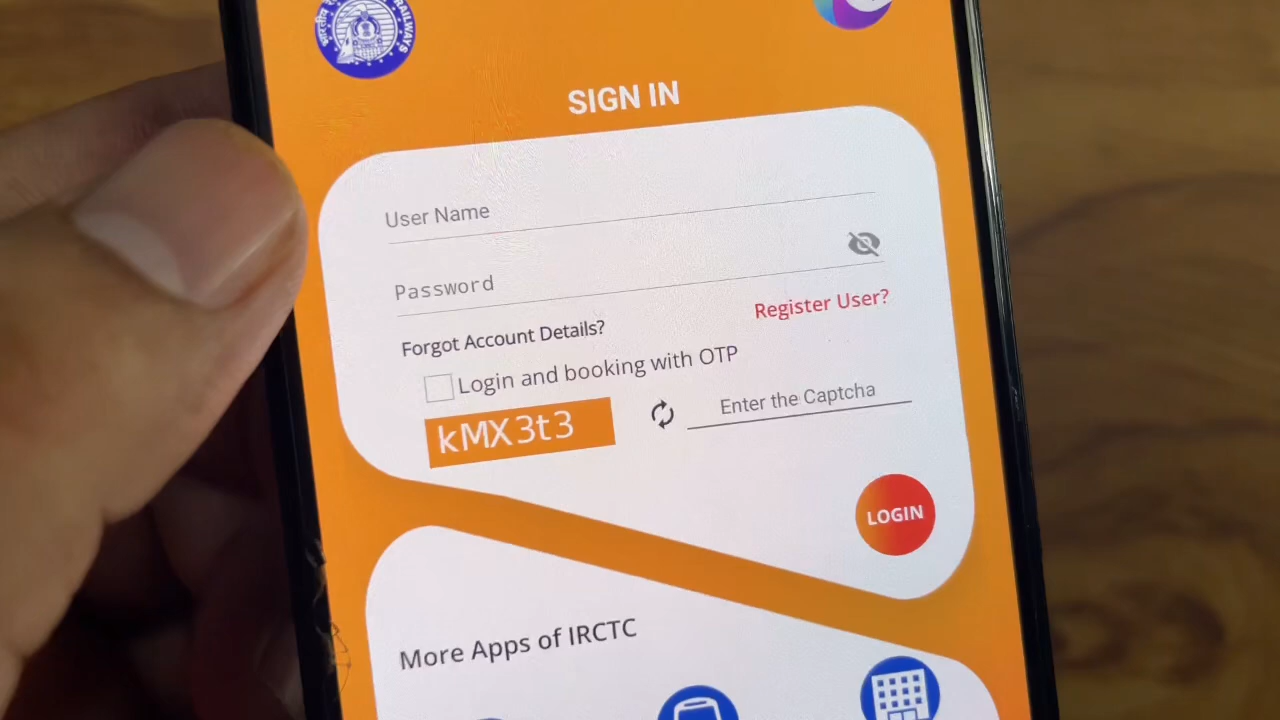 RAILWAYS
SIGN IN
User Name
Password
Forgot Account Details?
Register User?
Login and booking with OTP
kMX3t3
Enter the Captcha
LOGIN
More Apps of IRCTC